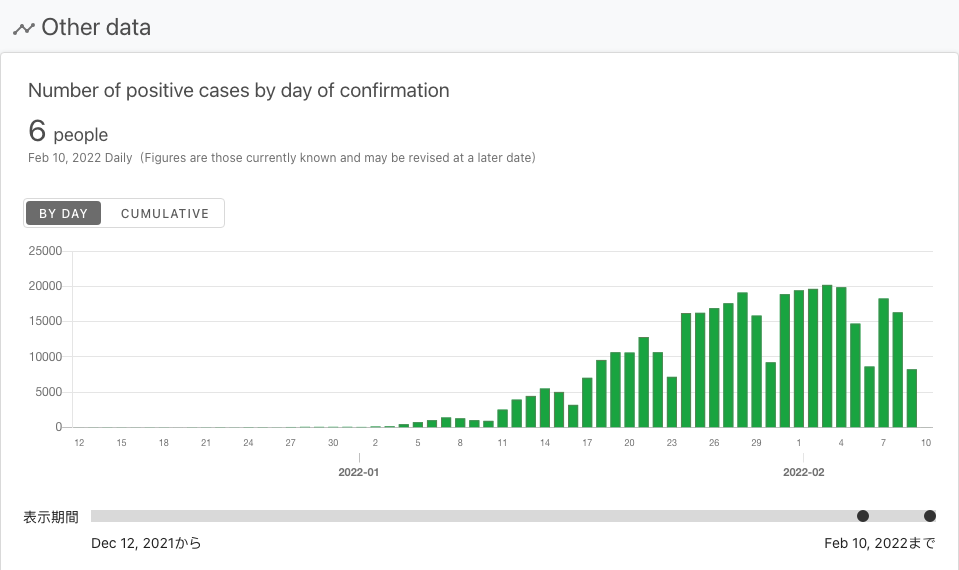 Other data
Number of positive cases by day of confirmation
6 people
Feb 10, 2022 Daily (Figures are those currently known and may be revised at a later date)
BY DAY CUMULATIVE
25000
20000
15000
10000
5000
0
12 15 18 21 24 27 30 2 5 8 11 14 17 20 23 26 29 1 4 7 10
2022-01 2022-02
表示期間
Dec 12, 2021から Feb 10, 2022まで